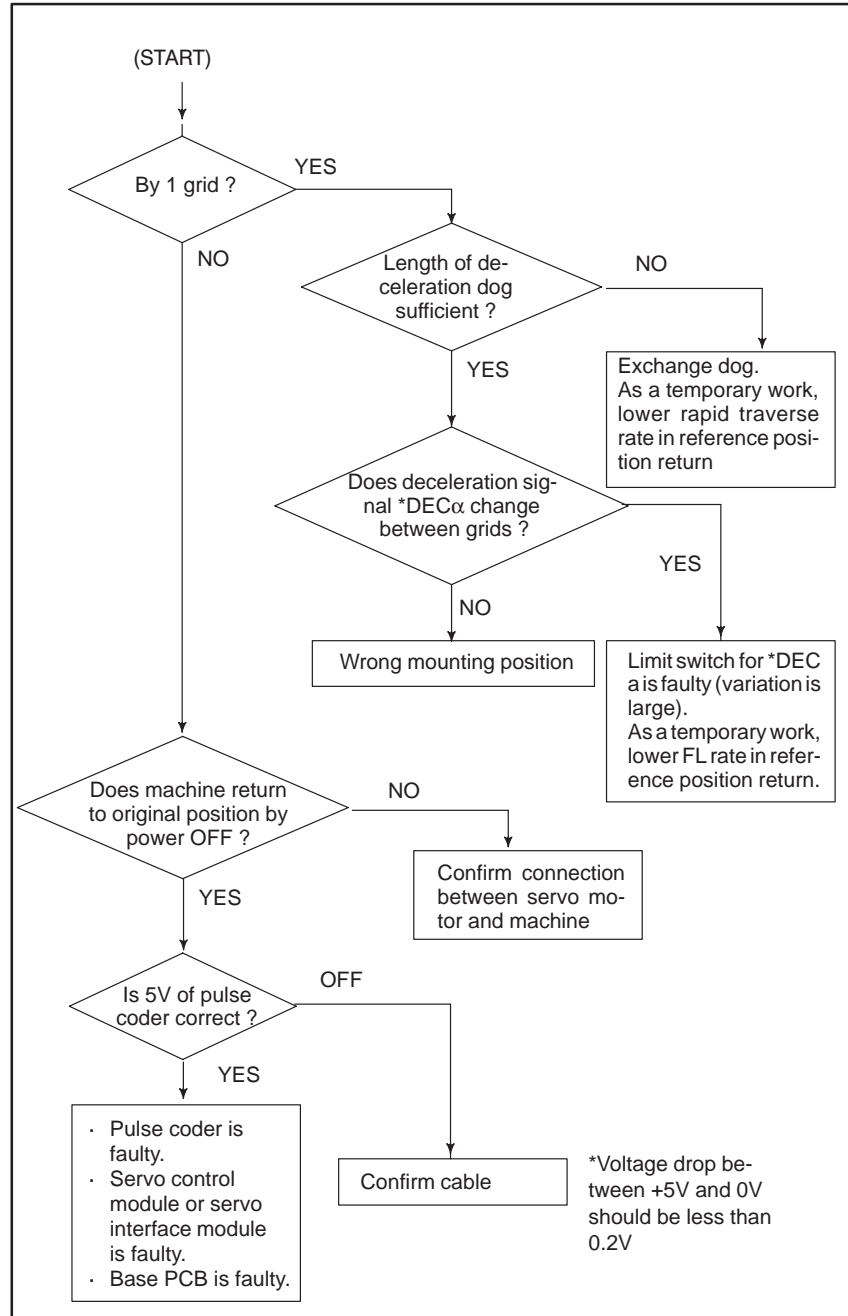 (START)
By 1 grid ?
YES
NO
Length of de-
celeration dog
sufficient ?
NO
YES
Exchange dog.
As a temporary work,
lower rapid traverse
rate in reference posi-
tion return
Does deceleration sig-
nal *DECα change
between grids ?
YES
NO
Wrong mounting position
Limit switch for *DEC
a is faulty (variation is
large).
As a temporary work,
lower FL rate in refer-
ence position return.
Does machine return
to original position by
power OFF ?
NO
YES
Confirm connection
between servo mo-
tor and machine
Is 5V of pulse
coder correct ?
OFF
YES
· Pulse coder is
faulty.
· Servo control
module or servo
interface module
is faulty.
· Base PCB is faulty.
Confirm cable
*Voltage drop be-
tween +5V and 0V
should be less than
0.2V